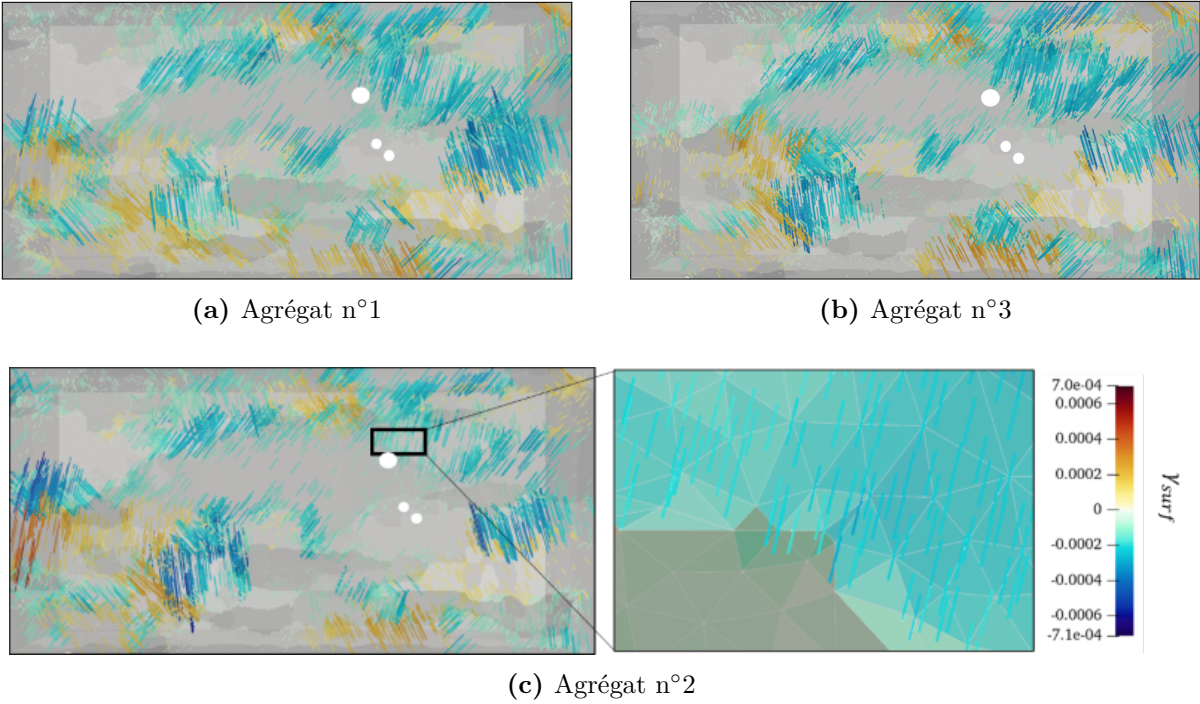 (a) Agrégat n°1
(b) Agrégat n°3
7.0e-04
0.0006
0.0004
0.0002
0
-0.0002
-0.0004
-0.0006
-7.1e-04
γsurf
(c) Agrégat n°2